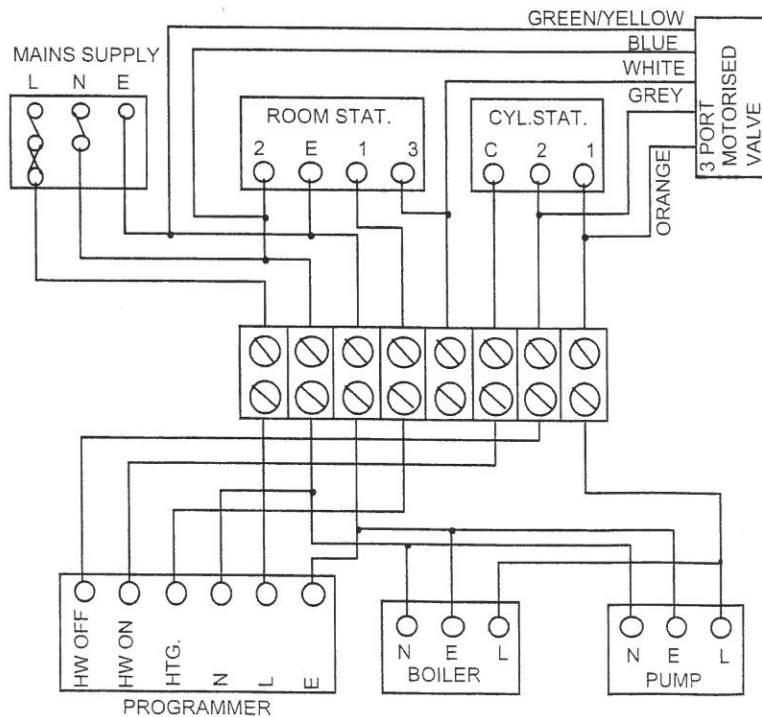 GREEN/YELLOW
BLUE
WHITE
GREY
ORANGE
3 PORT
MOTORISED
VALVE
MAINS SUPPLY
L N E
ROOM STAT.
2 E 1 3
CYL.STAT.
C 2 1
HW OFF
HW ON
HTG.
N
L
E
PROGRAMMER
N E L
BOILER
N E L
PUMP